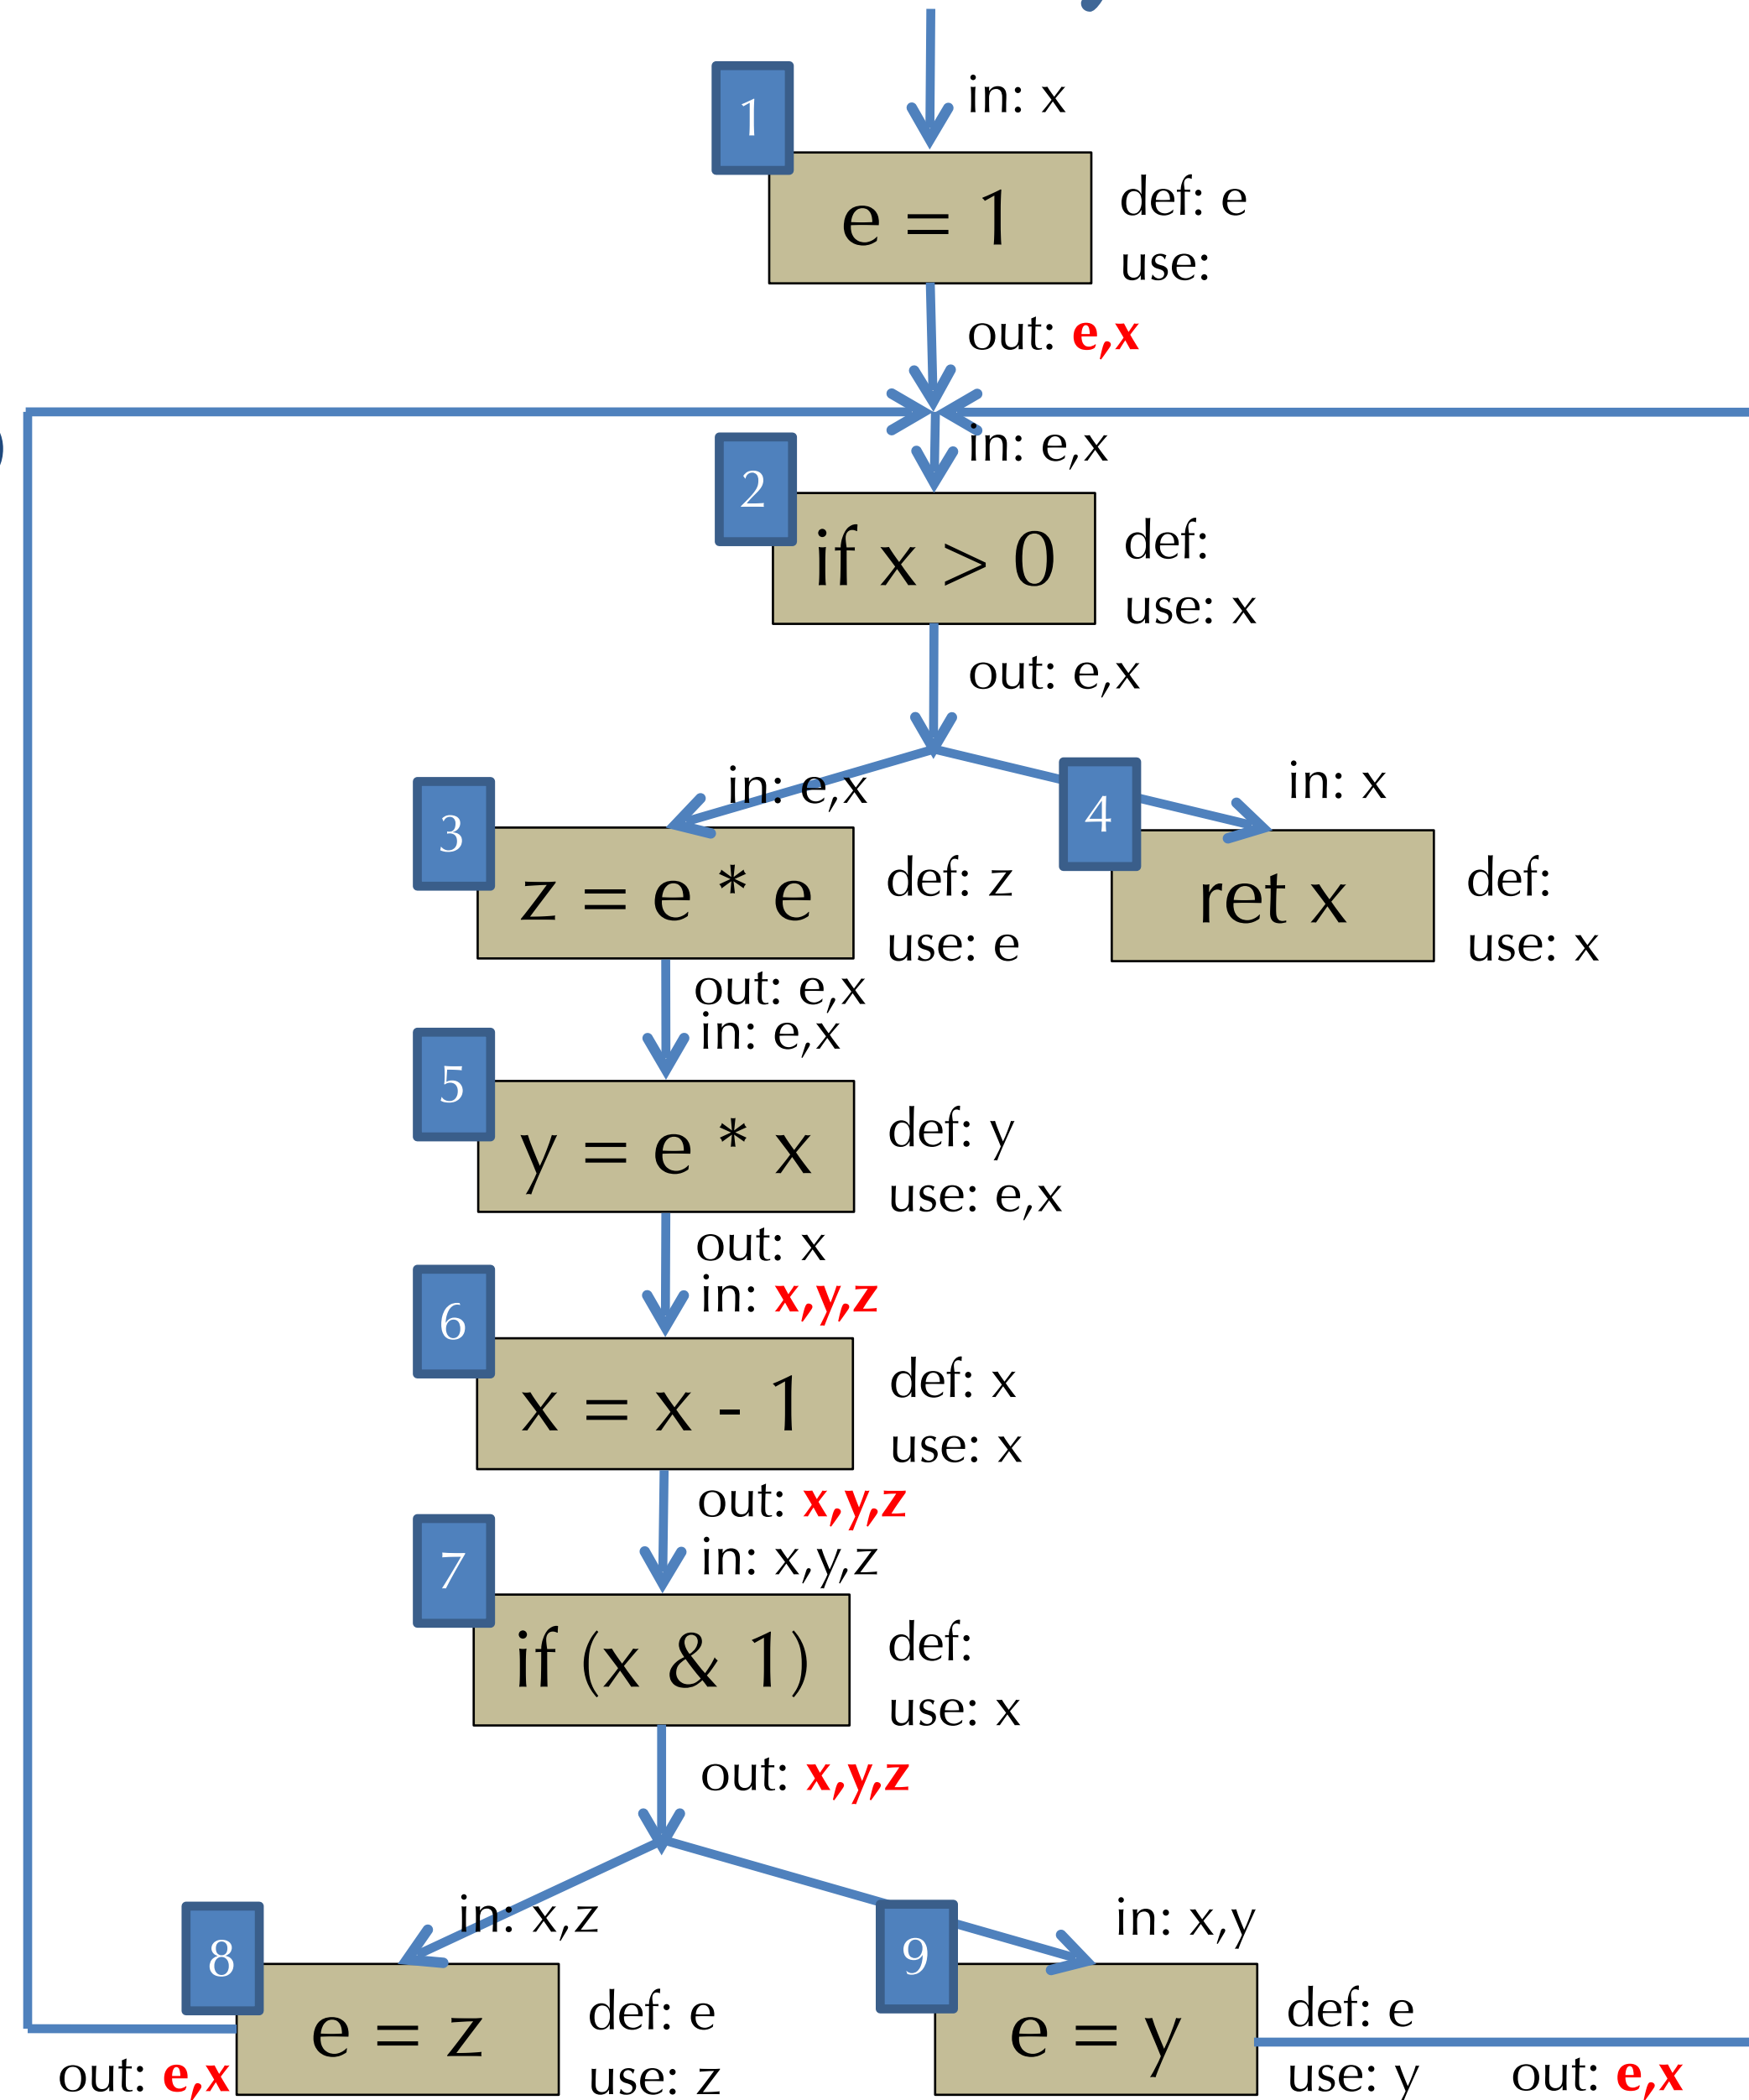 1
in: x
e = 1
def: e
use:
out: e,x
in: e,x
2
if x > 0
def:
use: x
out: e,x
in: e,x
3
z = e * e
def: z
use: e
in: x
4
ret x
def:
use: x
out: e,x
in: e,x
5
y = e * x
def: y
use: e,x
out: x
in: x,y,z
6
x = x - 1
def: x
use: x
out: x,y,z
in: x,y,z
7
if (x & 1)
def:
use: x
out: x,y,z
in: x,z
8
e = z
def: e
use: z
out: e,x
in: x,y
9
e = y
def: e
use: y
out: e,x